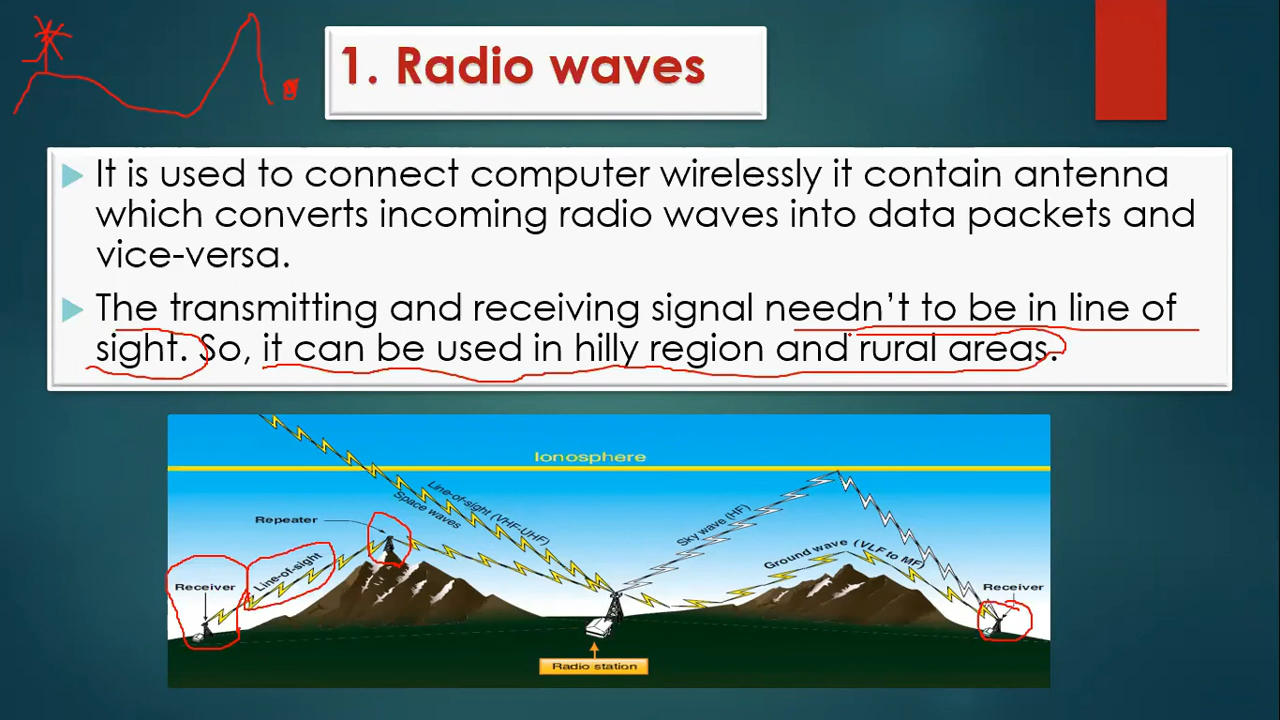 1. Radio waves
It is used to connect computer wirelessly it contain antenna
which converts incoming radio waves into data packets and
vice-versa.
The transmitting and receiving signal needn't to be in line of
sight. So, it can be used in hilly region and rural areas.
Ionosphere
Line-of-sight (VHF-UHF)
Space waves
Sky wave (HF)
Repeater
Ground wave (VLF to MF)
Line-of-sight
Receiver
Receiver
Radio station